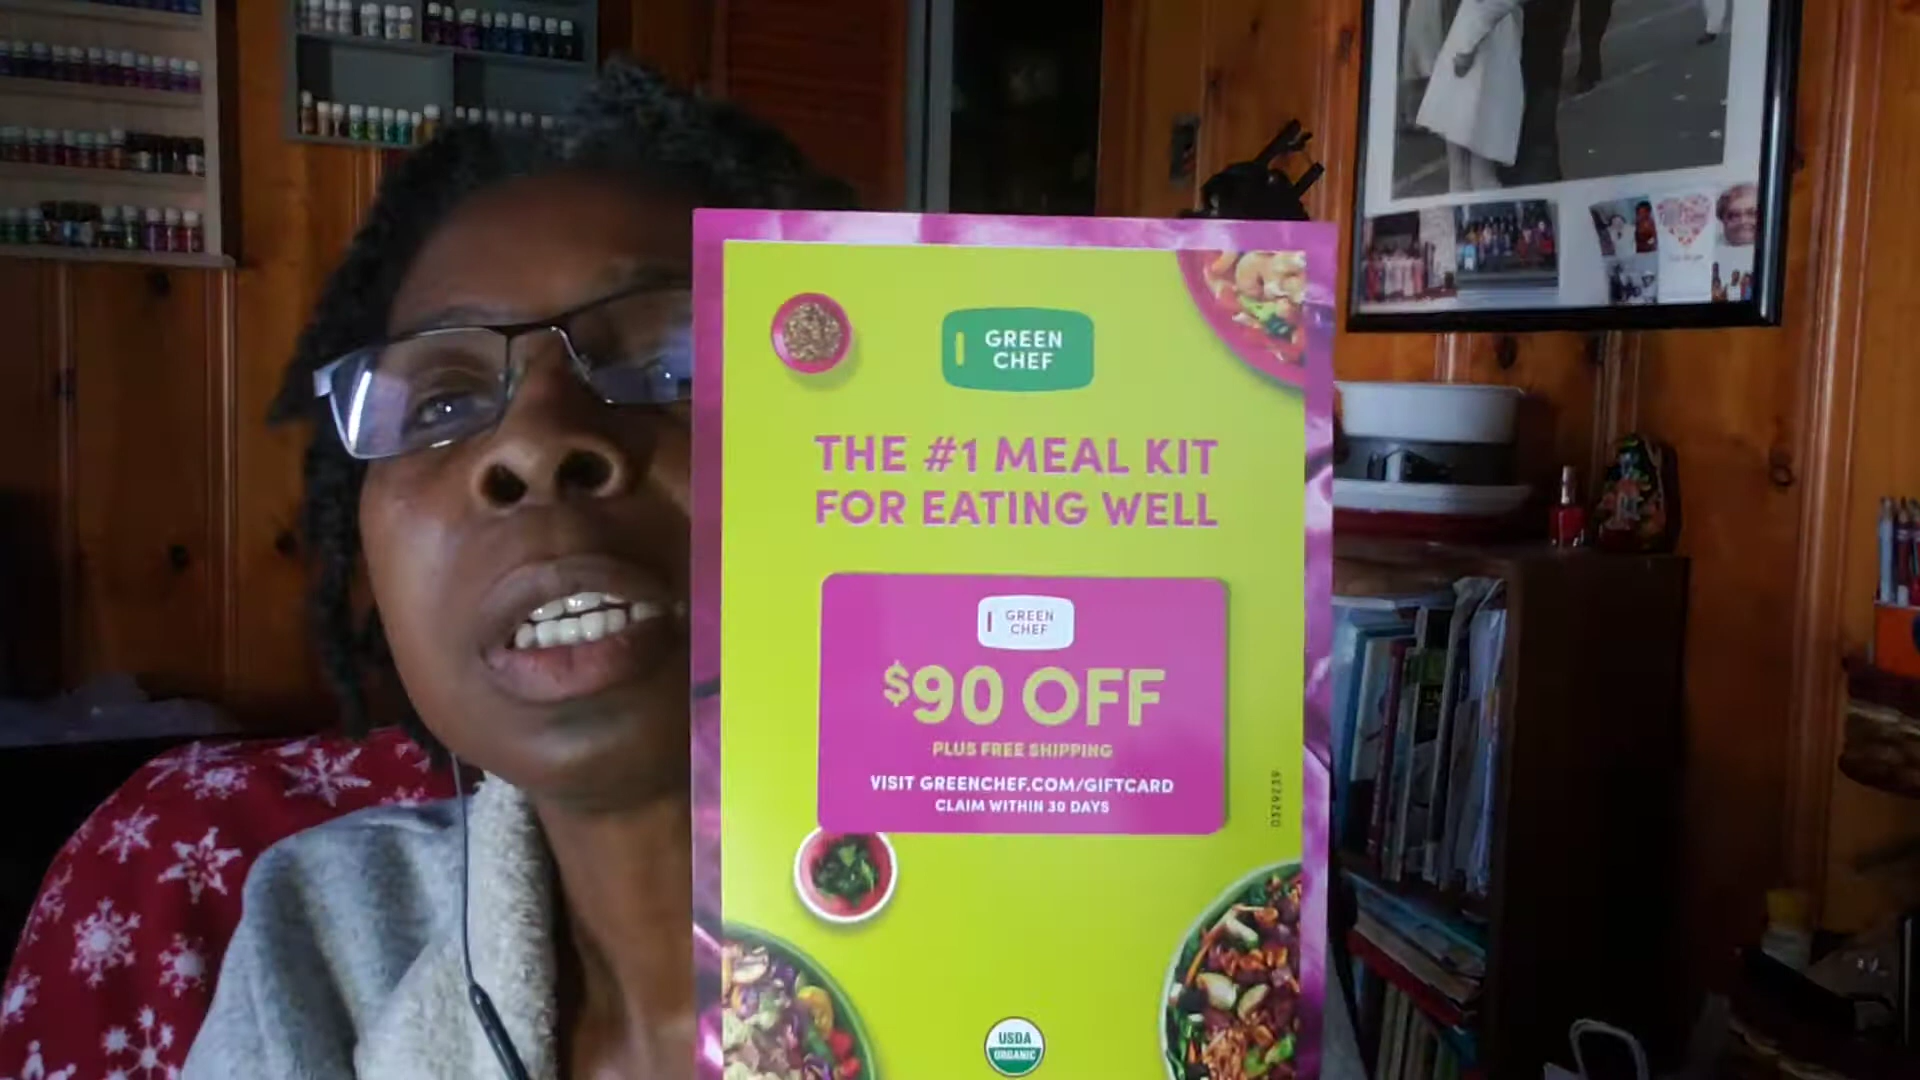 GREEN
CHEF
THE #1 MEAL KIT
FOR EATING WELL
GREEN
CHEF
$90 OFF
PLUS FREE SHIPPING
VISIT GREENCHEF.COM/GIFTCARD
CLAIM WITHIN 30 DAYS
0329239
USDA
ORGANIC